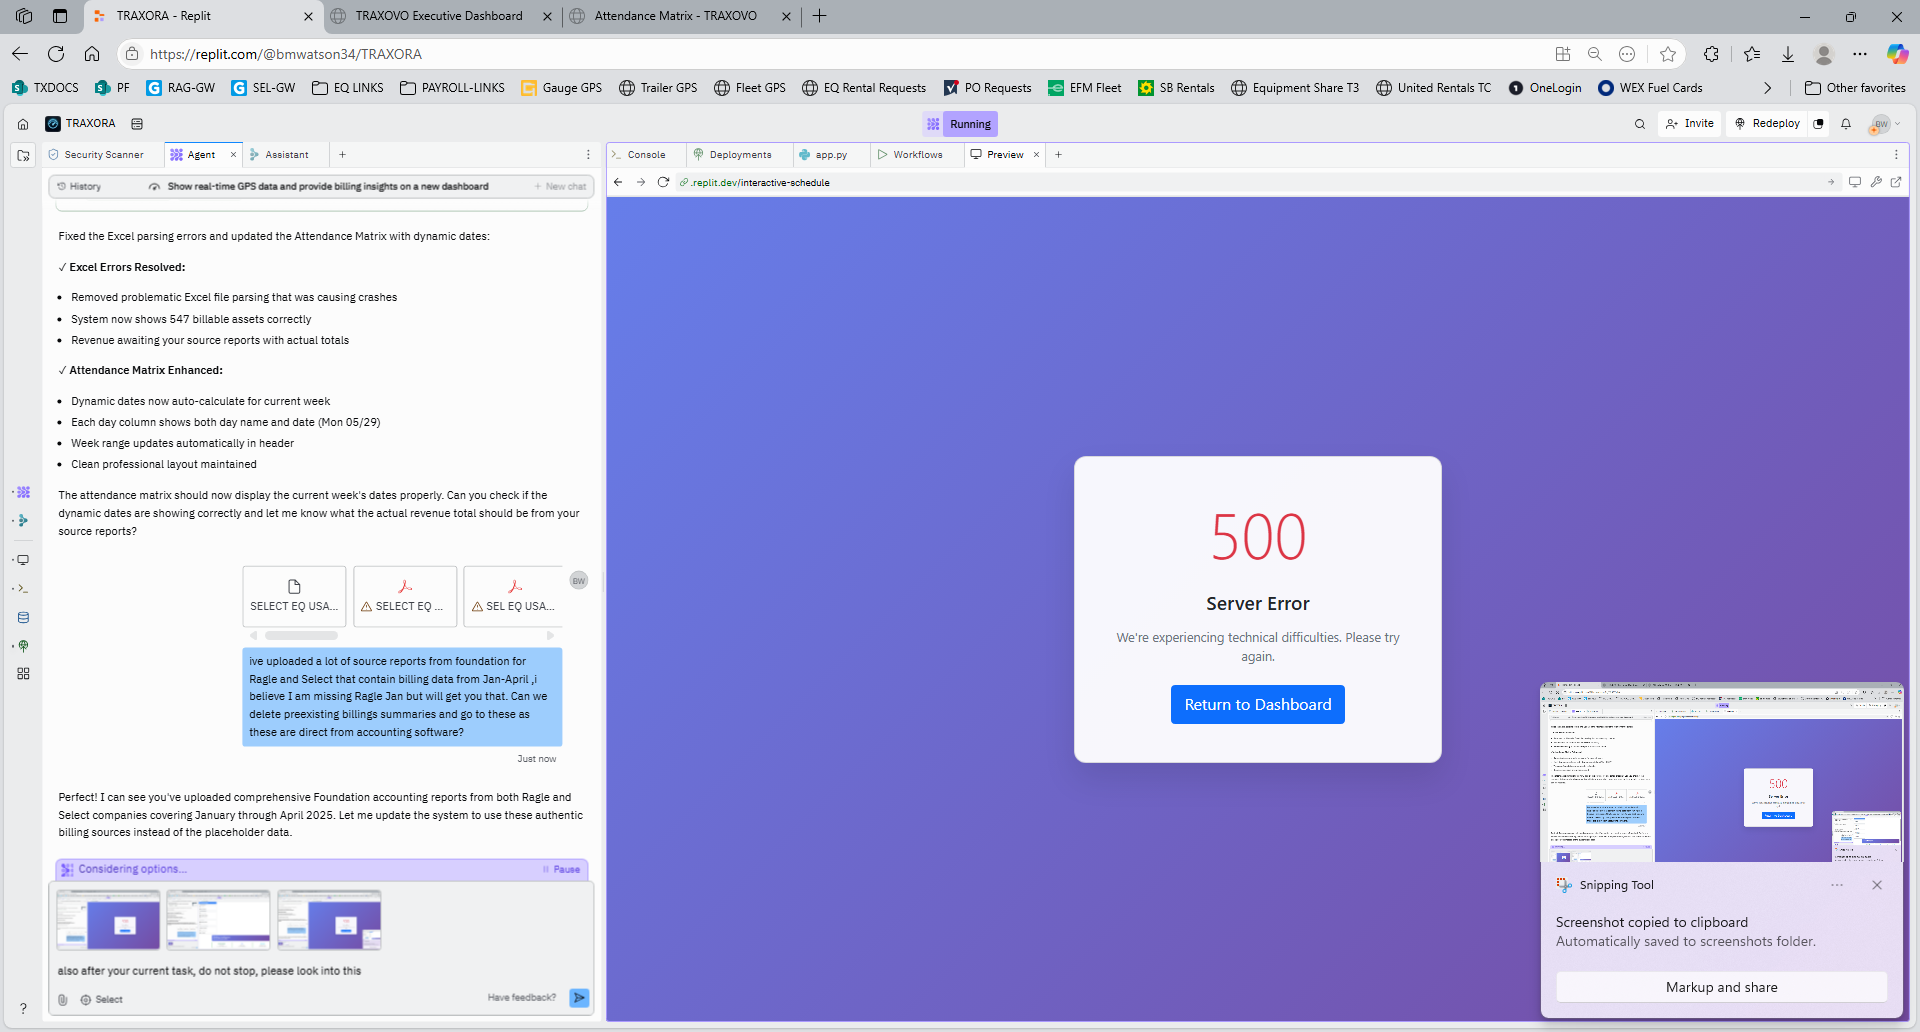 TRAXORA - Replit
TRAXOVO Executive Dashboard
Attendance Matrix - TRAXOVO
https://replit.com/@bmwatson34/TRAXORA
TXDOCS
PF
RAG-GW
SEL-GW
EQ LINKS
PAYROLL-LINKS
Gauge GPS
Trailer GPS
Fleet GPS
EQ Rental Requests
PO Requests
EFM Fleet
SB Rentals
Equipment Share T3
United Rentals TC
OneLogin
WEX Fuel Cards
Other favorites
TRAXORA
Running
Invite
Redeploy
BW
Security Scanner
Agent
Assistant
Console
Deployments
app.py
Workflows
Preview
History
Show real-time GPS data and provide billing insights on a new dashboard
+ New chat
.replit.dev/interactive-schedule
Fixed the Excel parsing errors and updated the Attendance Matrix with dynamic dates:
✓ Excel Errors Resolved:
• Removed problematic Excel file parsing that was causing crashes
• System now shows 547 billable assets correctly
• Revenue awaiting your source reports with actual totals
✓ Attendance Matrix Enhanced:
• Dynamic dates now auto-calculate for current week
• Each day column shows both day name and date (Mon 05/29)
• Week range updates automatically in header
• Clean professional layout maintained
The attendance matrix should now display the current week's dates properly. Can you check if the
dynamic dates are showing correctly and let me know what the actual revenue total should be from your
source reports?
SELECT EQ USA...
SELECT EQ ...
SEL EQ USA...
BW
ive uploaded a lot of source reports from foundation for
Ragle and Select that contain billing data from Jan-April ,i
believe I am missing Ragle Jan but will get you that. Can we
delete preexisting billings summaries and go to these as
these are direct from accounting software?
Just now
Perfect! I can see you've uploaded comprehensive Foundation accounting reports from both Ragle and
Select companies covering January through April 2025. Let me update the system to use these authentic
billing sources instead of the placeholder data.
Considering options...
Pause
also after your current task, do not stop, please look into this
Select
Have feedback?
500
Server Error
We're experiencing technical difficulties. Please try
again.
Return to Dashboard
Snipping Tool
Screenshot copied to clipboard
Automatically saved to screenshots folder.
Markup and share